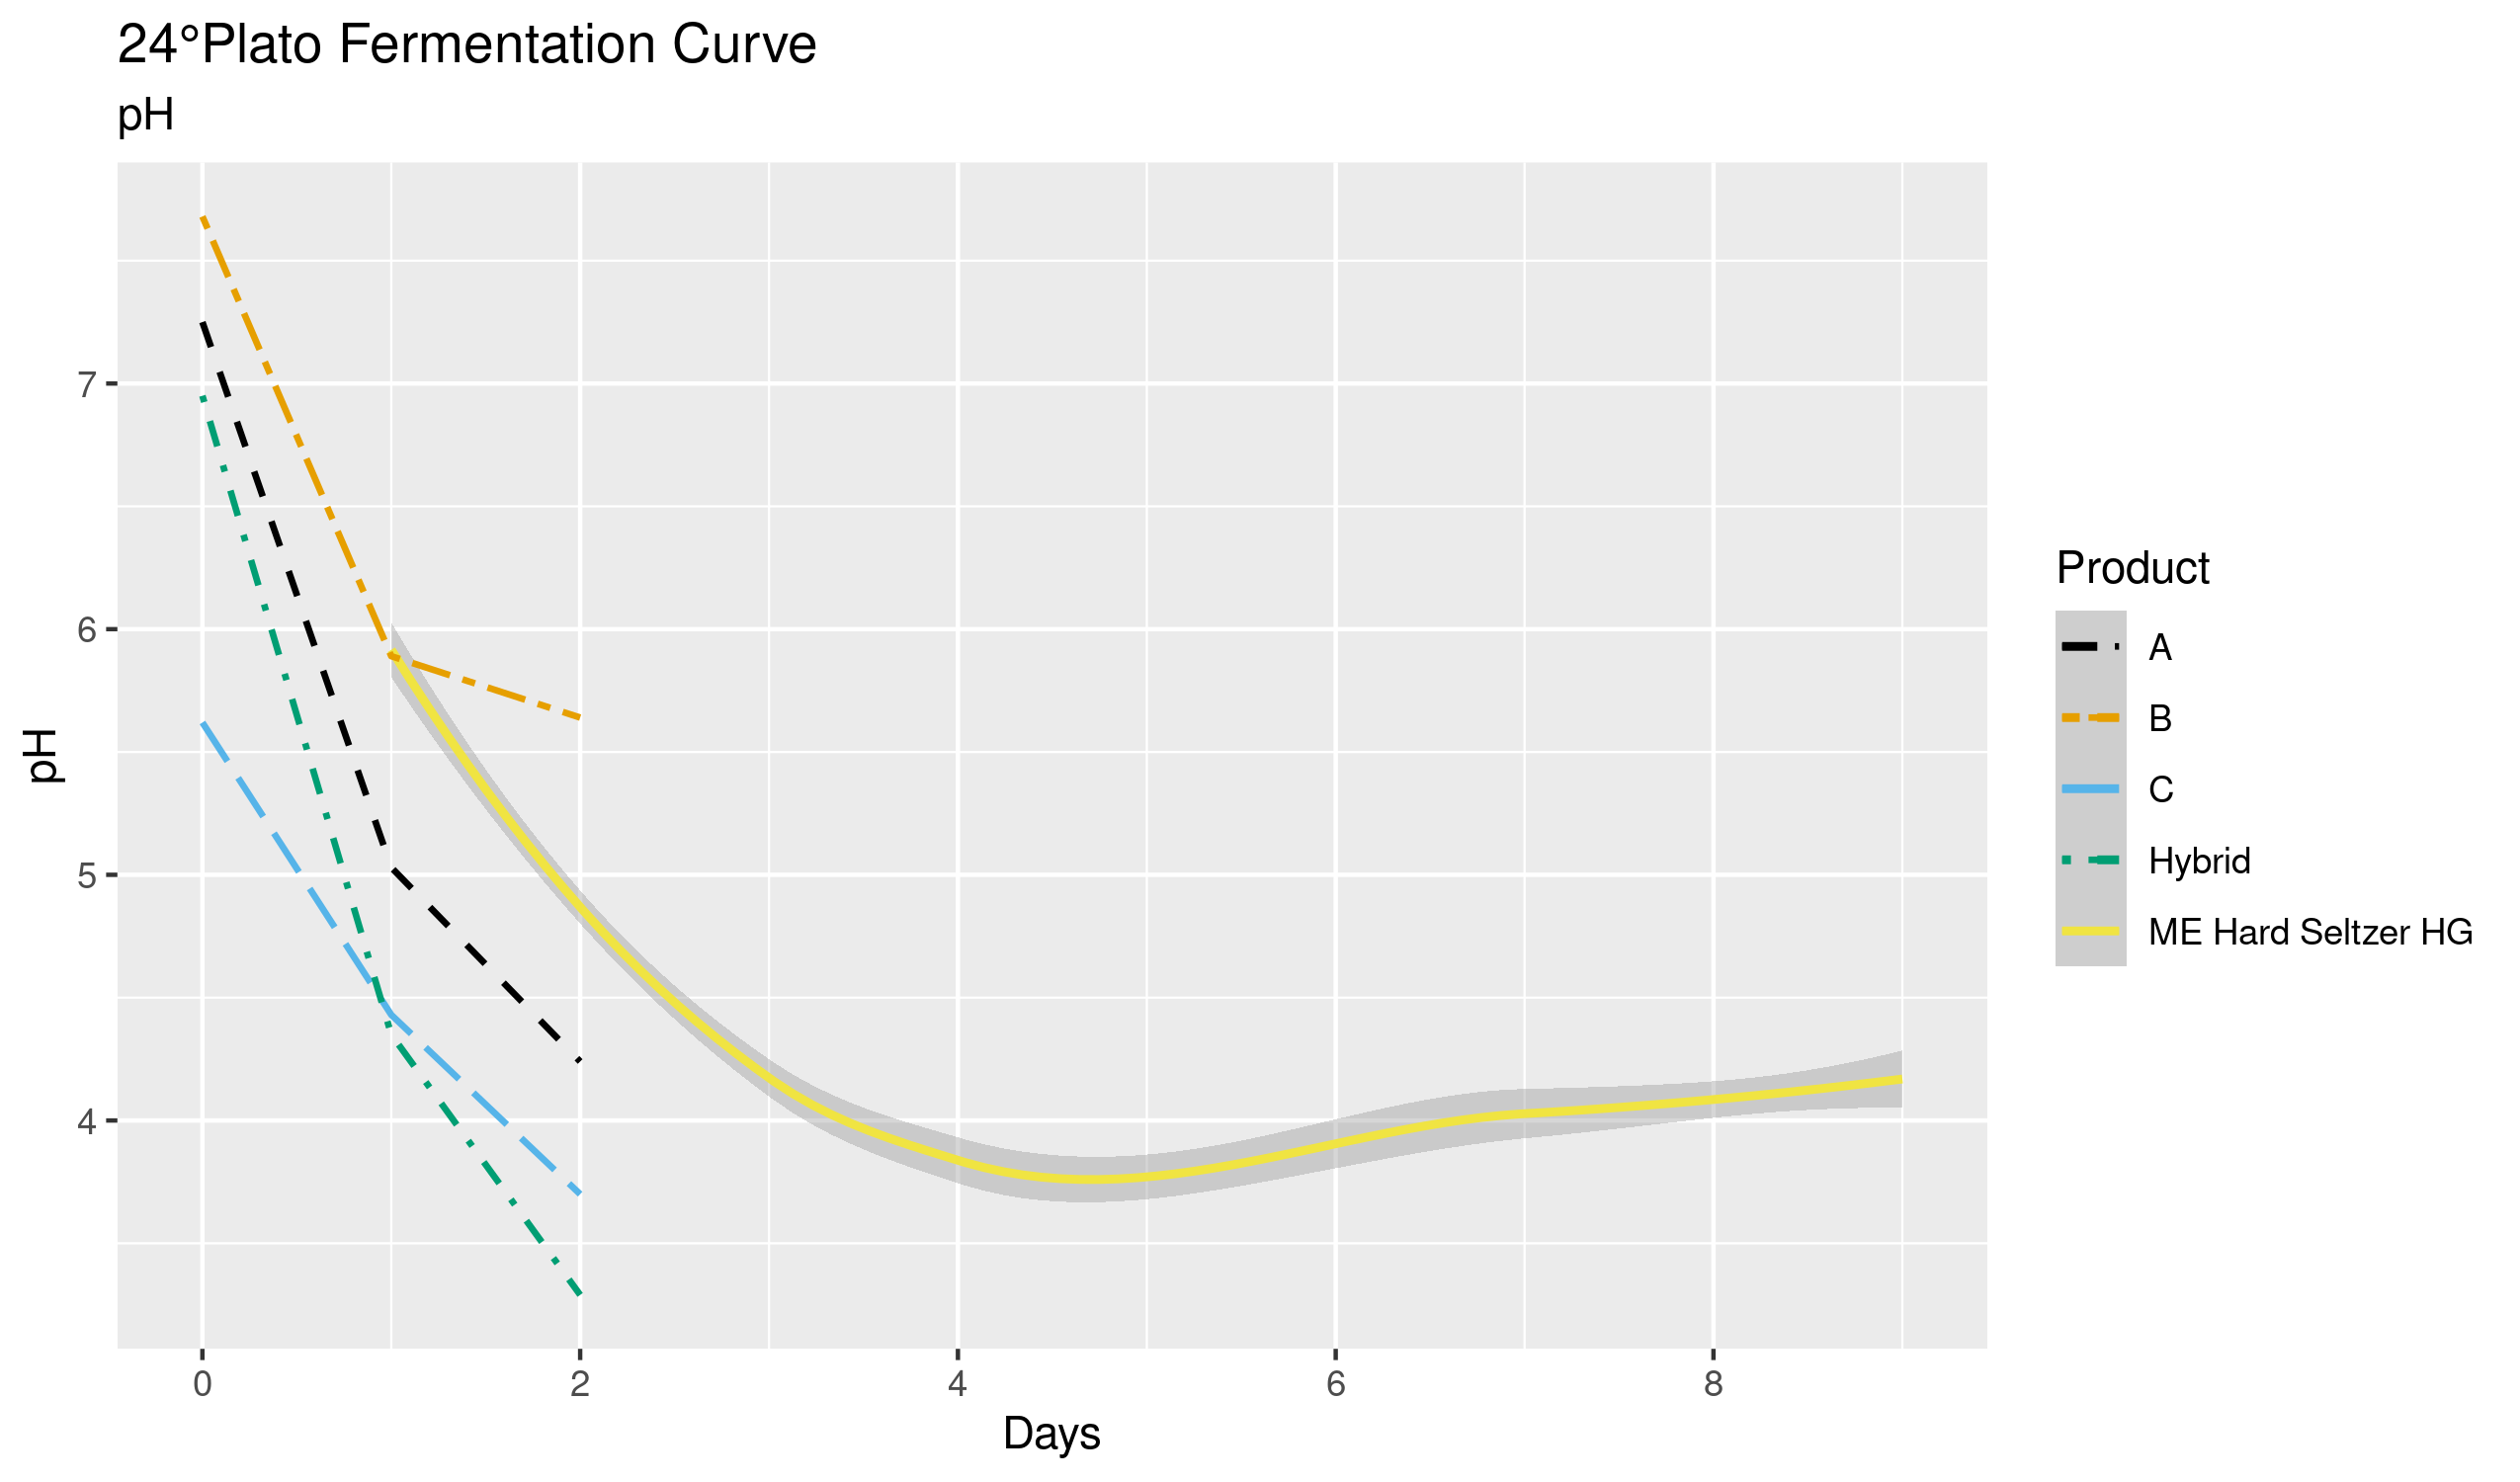 24°Plato Fermentation Curve
pH
7
6
5
4
pH
0 2 4 6 8
Days
Product
A
B
C
Hybrid
ME Hard Seltzer HG